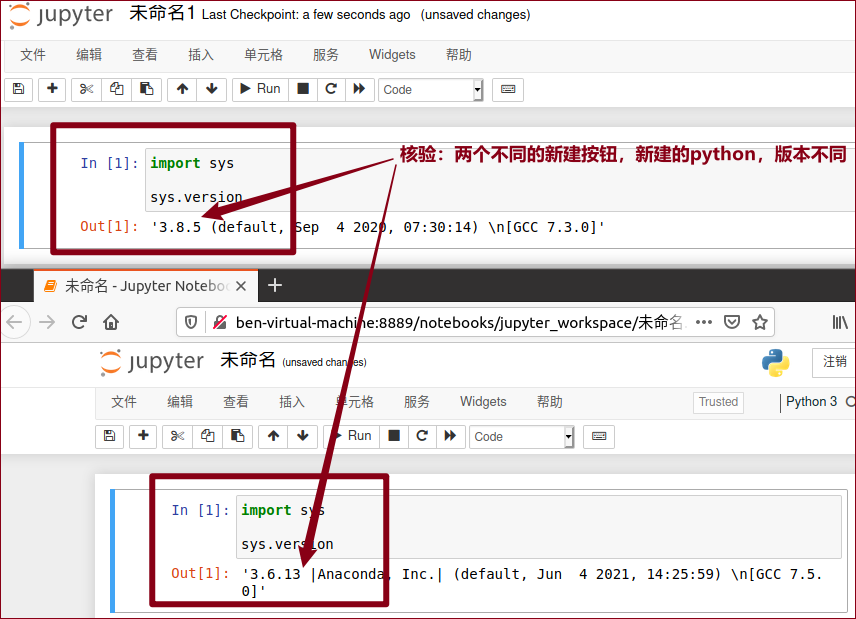 jupyter 未命名1 Last Checkpoint: a few seconds ago (unsaved changes)
文件 编辑 查看 插入 单元格 服务 Widgets 帮助
Run Code
核验：两个不同的新建按钮，新建的python，版本不同
In [1]: import sys
sys.version
Out[1]: '3.8.5 (default, Sep  4 2020, 07:30:14) \n[GCC 7.3.0]'
未命名 - Jupyter Notebo
ben-virtual-machine:8889/notebooks/jupyter_workspace/未命名.
jupyter 未命名 (unsaved changes) 注销
文件 编辑 查看 插入 单元格 服务 Widgets 帮助 Trusted Python 3
Run Code
In [1]: import sys
sys.version
Out[1]: '3.6.13 |Anaconda, Inc.| (default, Jun  4 2021, 14:25:59) \n[GCC 7.5.
0]'